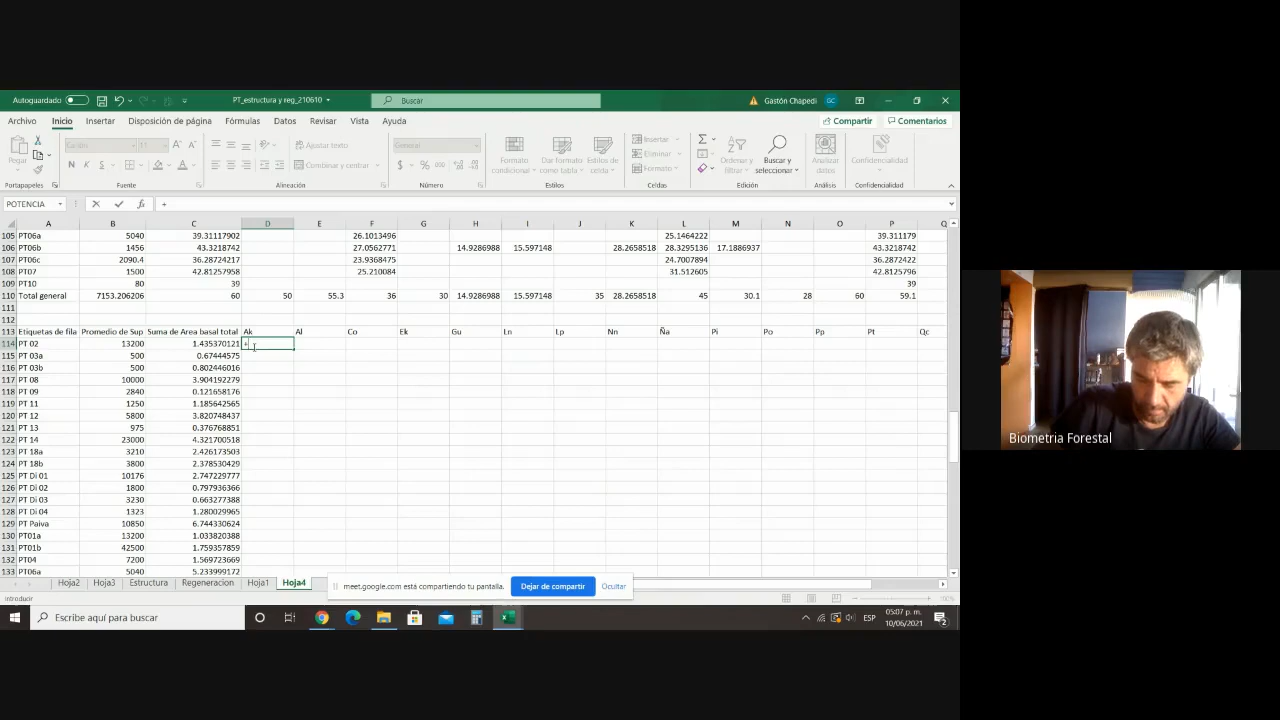 Autoguardado PT_estructura y reg_210610 Buscar Gastón Chapedi GC
Archivo Inicio Insertar Disposición de página Fórmulas Datos Revisar Vista Ayuda Compartir Comentarios
Pegar N K S Ajustar texto Combinar y centrar General $ % 000 Formato condicional Dar formato como tabla Estilos de celda Insertar Eliminar Formato Ordenar y filtrar Buscar y seleccionar Analizar datos Confidencialidad
Portapapeles Fuente Alineación Número Estilos Celdas Edición Análisis Confidencialidad
POTENCIA fx +
A B C D E F G H I J K L M N O P Q
105 PT06a 5040 39.31117902 26.1013496 25.1464222 39.311179
106 PT06b 1456 43.3218742 27.0562771 14.9286988 15.597148 28.2658518 28.3295136 17.1886937 43.3218742
107 PT06c 2090.4 36.28724217 23.9368475 24.7007894 36.2872422
108 PT07 1500 42.81257958 25.210084 31.512605 42.8125796
109 PT10 80 39 39
110 Total general 7153.206206 60 50 55.3 36 30 14.9286988 15.597148 35 28.2658518 45 30.1 28 60 59.1
111
112
113 Etiquetas de fila Promedio de Sup Suma de Area basal total Ak Al Co Ek Gu Ln Lp Nn Ña Pi Po Pp Pt Qc
114 PT 02 13200 1.435370121 +
115 PT 03a 500 0.67444575
116 PT 03b 500 0.802446016
117 PT 08 10000 3.904192279
118 PT 09 2840 0.121658176
119 PT 11 1250 1.185642565
120 PT 12 5800 3.820748437
121 PT 13 975 0.376768851
122 PT 14 23000 4.321700518
123 PT 18a 3210 2.426173503
124 PT 18b 3800 2.378530429
125 PT Di 01 10176 2.747229777
126 PT Di 02 1800 0.797936366
127 PT Di 03 3230 0.663277388
128 PT Di 04 1323 1.280029965
129 PT Paiva 10850 6.744330624
130 PT01a 13200 1.033820388
131 PT01b 42500 1.759357859
132 PT04 7200 1.569723669
133 PT06a 5040 5.233999172
Hoja2 Hoja3 Estructura Regeneracion Hoja1 Hoja4
meet.google.com está compartiendo tu pantalla. Dejar de compartir Ocultar
Introducir 100%
Escribe aquí para buscar ESP 05:07 p. m.
10/06/2021 2
Biometria Forestal